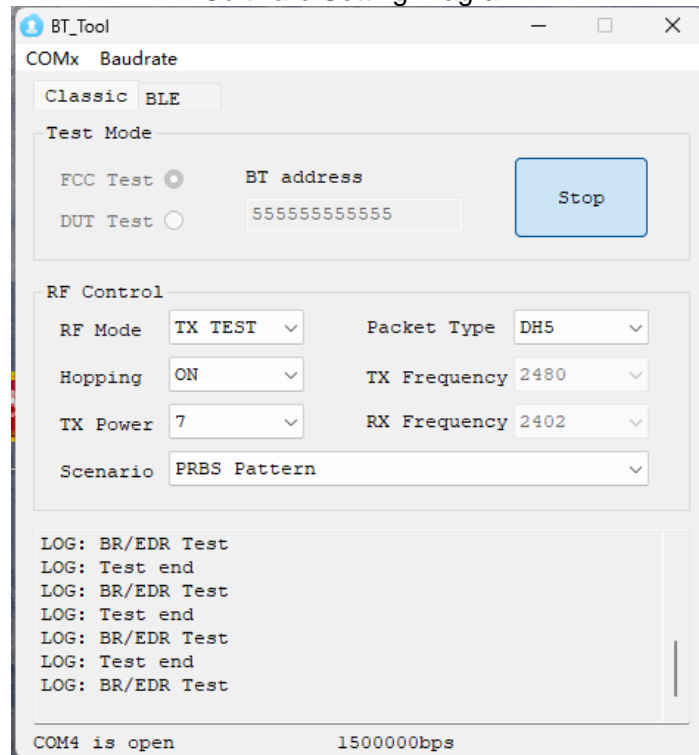 BT_Tool
COMx Baudrate
Classic BLE
Test Mode
FCC Test BT address
DUT Test 555555555555 Stop
RF Control
RF Mode TX TEST Packet Type DH5
Hopping ON TX Frequency 2480
TX Power 7 RX Frequency 2402
Scenario PRBS Pattern
LOG: BR/EDR Test
LOG: Test end
LOG: BR/EDR Test
LOG: Test end
LOG: BR/EDR Test
LOG: Test end
LOG: BR/EDR Test
COM4 is open 1500000bps